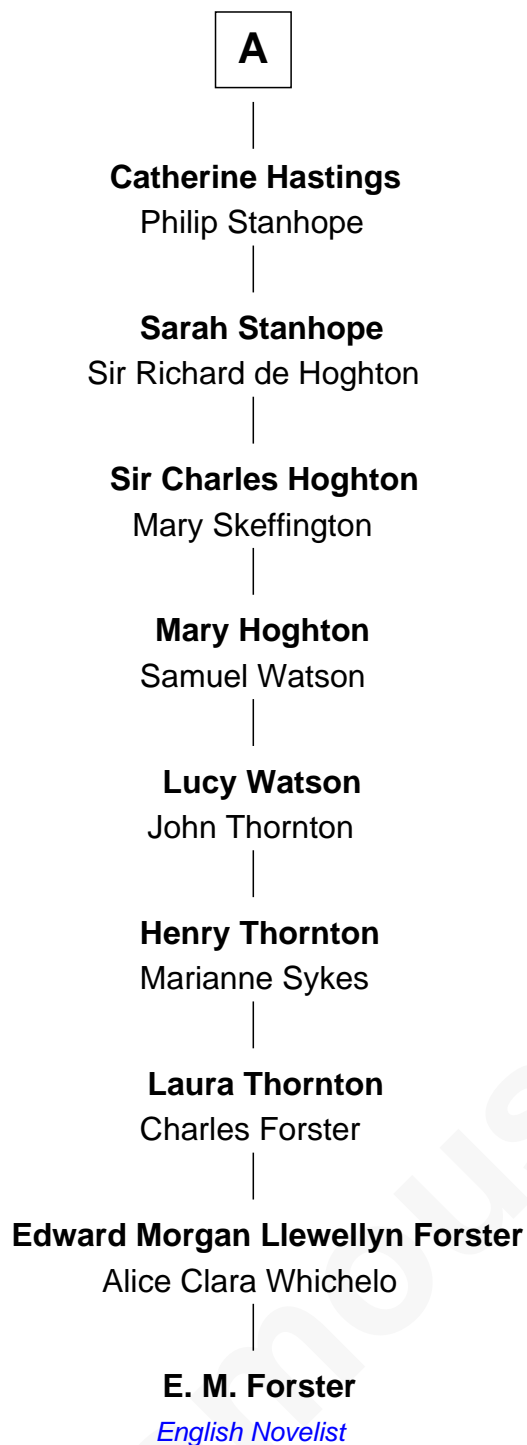 A
Catherine Hastings
Philip Stanhope
Sarah Stanhope
Sir Richard de Hoghton
Sir Charles Hoghton
Mary Skeffington
Mary Hoghton
Samuel Watson
Lucy Watson
John Thornton
Henry Thornton
Marianne Sykes
Laura Thornton
Charles Forster
Edward Morgan Llewellyn Forster
Alice Clara Whichelo
E. M. Forster
English Novelist